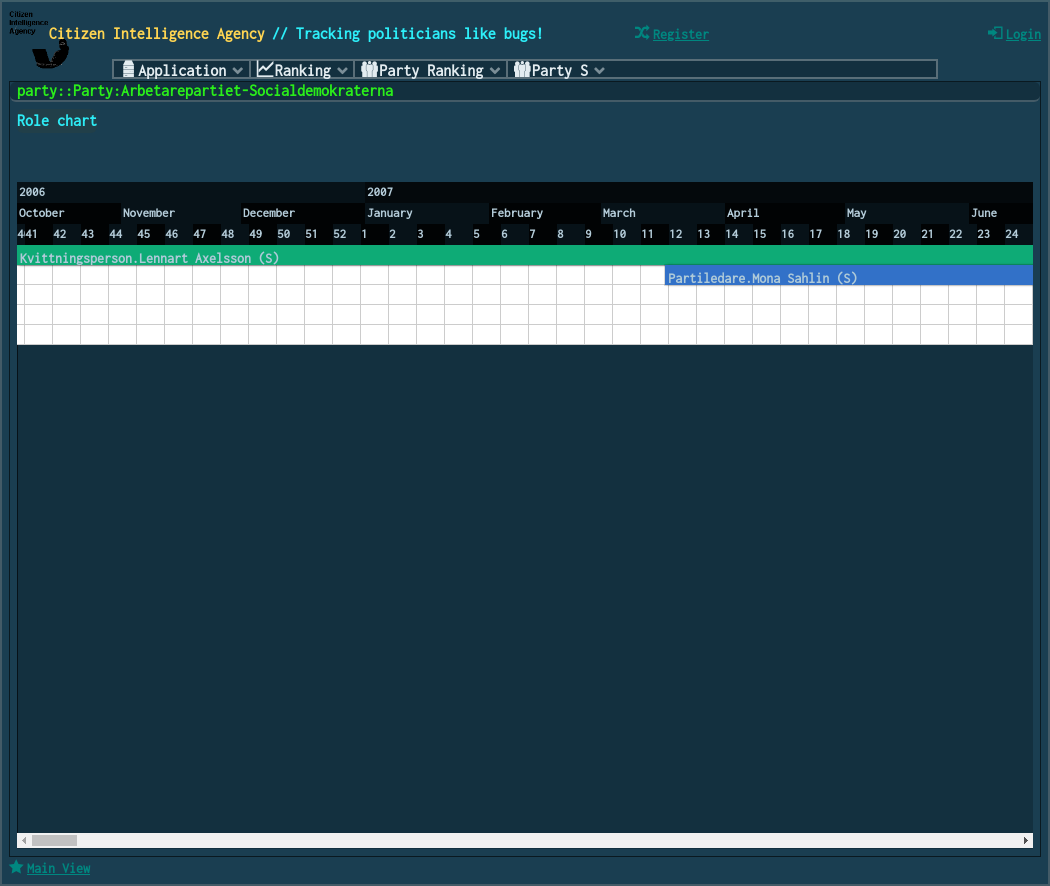 Citizen
Intelligence
Agency
Citizen Intelligence Agency // Tracking politicians like bugs!
Register
Login
Application
Ranking
Party Ranking
Party S
party::Party:Arbetarepartiet-Socialdemokraterna
Role chart
2006 2007
October November December January February March April May June
41 42 43 44 45 46 47 48 49 50 51 52 1 2 3 4 5 6 7 8 9 10 11 12 13 14 15 16 17 18 19 20 21 22 23 24
Kvittningsperson.Lennart Axelsson (S)
Partiledare.Mona Sahlin (S)
Main View